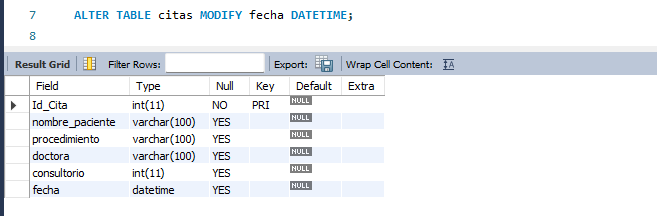 7 ALTER TABLE citas MODIFY fecha DATETIME;
8
Result Grid Filter Rows: Export: Wrap Cell Content: IA
Field Type Null Key Default Extra
Id_Cita int(11) NO PRI NULL
nombre_paciente varchar(100) YES NULL
procedimiento varchar(100) YES NULL
doctora varchar(100) YES NULL
consultorio int(11) YES NULL
fecha datetime YES NULL